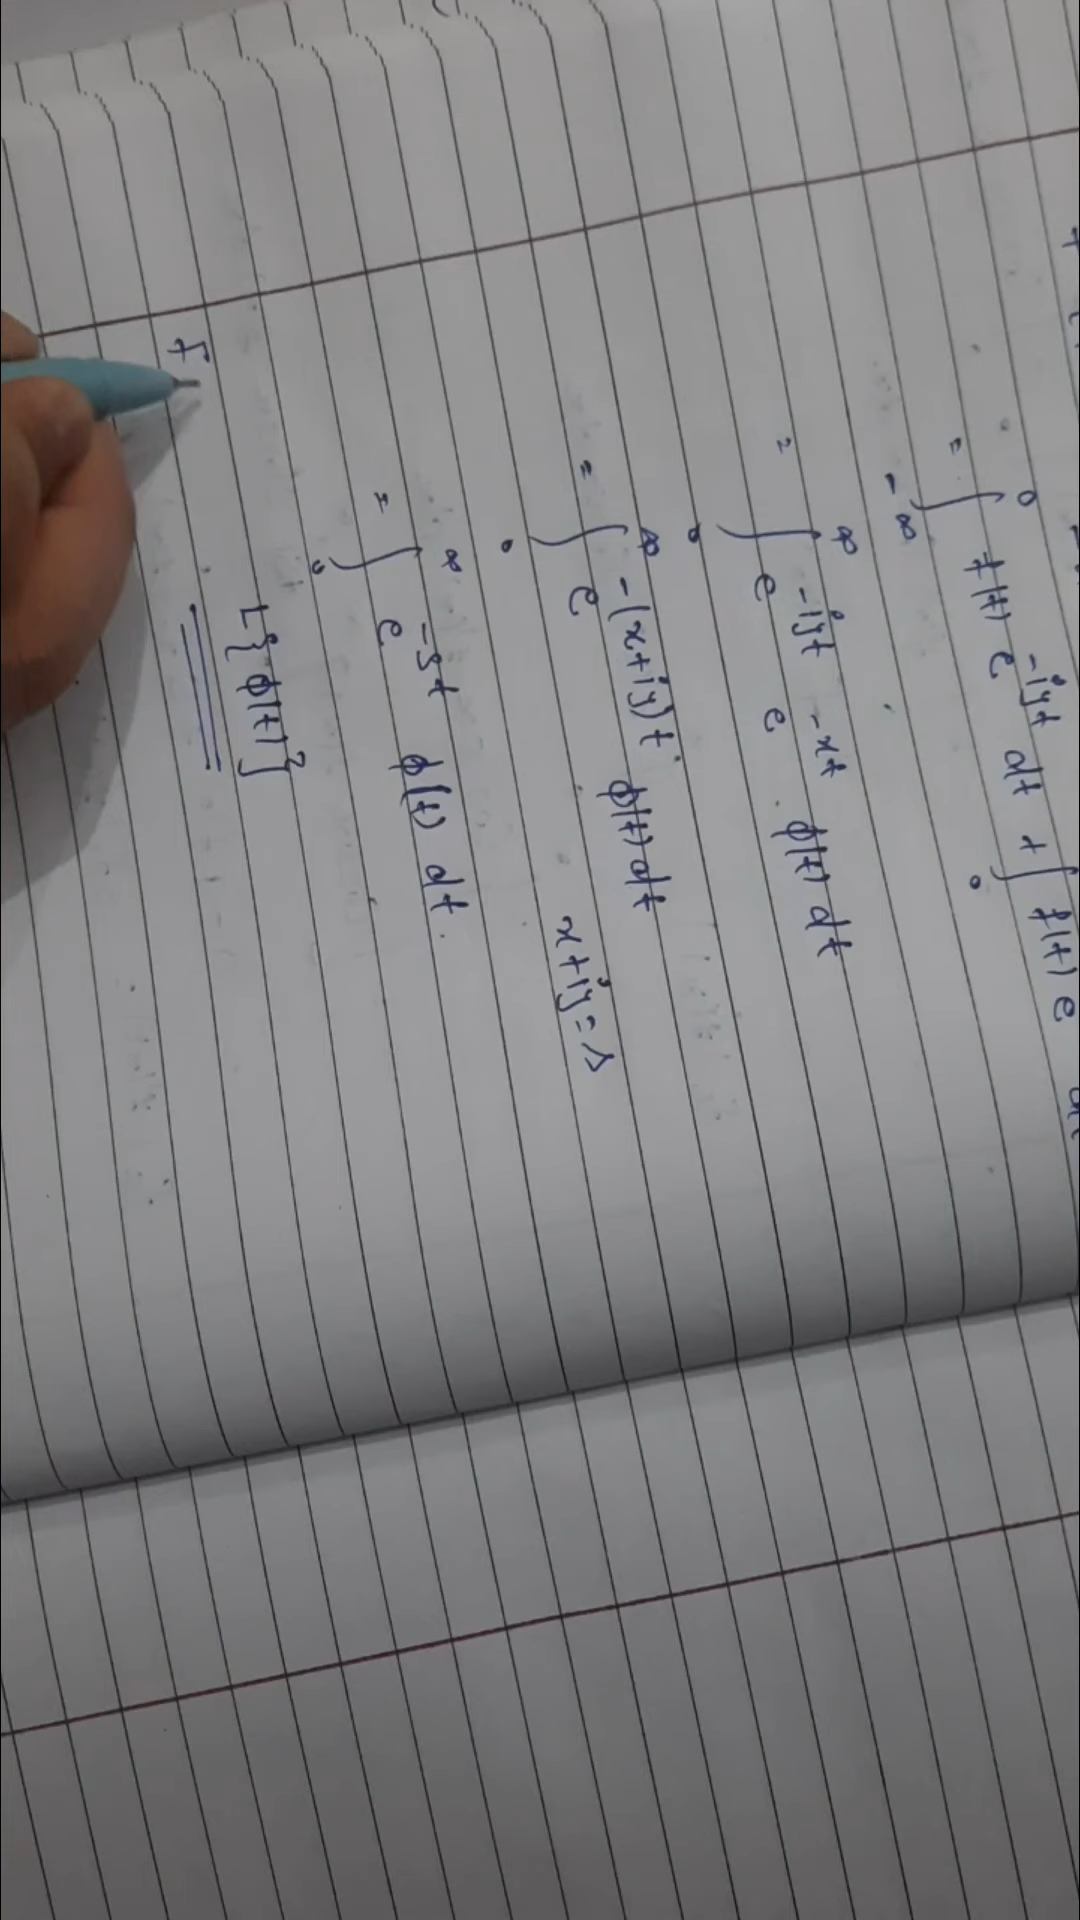 = ∫_{-∞}^{0} f(t) e^{-iyt} dt + ∫_{0} f(t) e
= ∫_{0}^{∞} e^{-iyt} e^{-xt} . ϕ(t) dt
= ∫_{0}^{∞} e^{-(x+iy)t} ϕ(t) dt
x+iy = s
= ∫_{0}^{∞} e^{-st} ϕ(t) dt.
L{ϕ(t)}
F